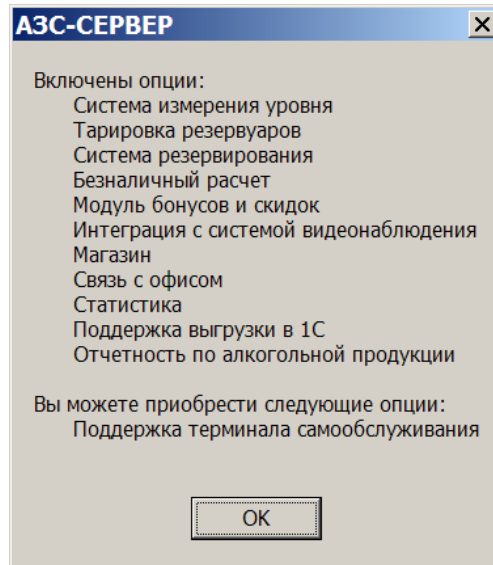 АЗС-СЕРВЕР
Включены опции:
Система измерения уровня
Тарировка резервуаров
Система резервирования
Безналичный расчет
Модуль бонусов и скидок
Интеграция с системой видеонаблюдения
Магазин
Связь с офисом
Статистика
Поддержка выгрузки в 1С
Отчетность по алкогольной продукции
Вы можете приобрести следующие опции:
Поддержка терминала самообслуживания
OK